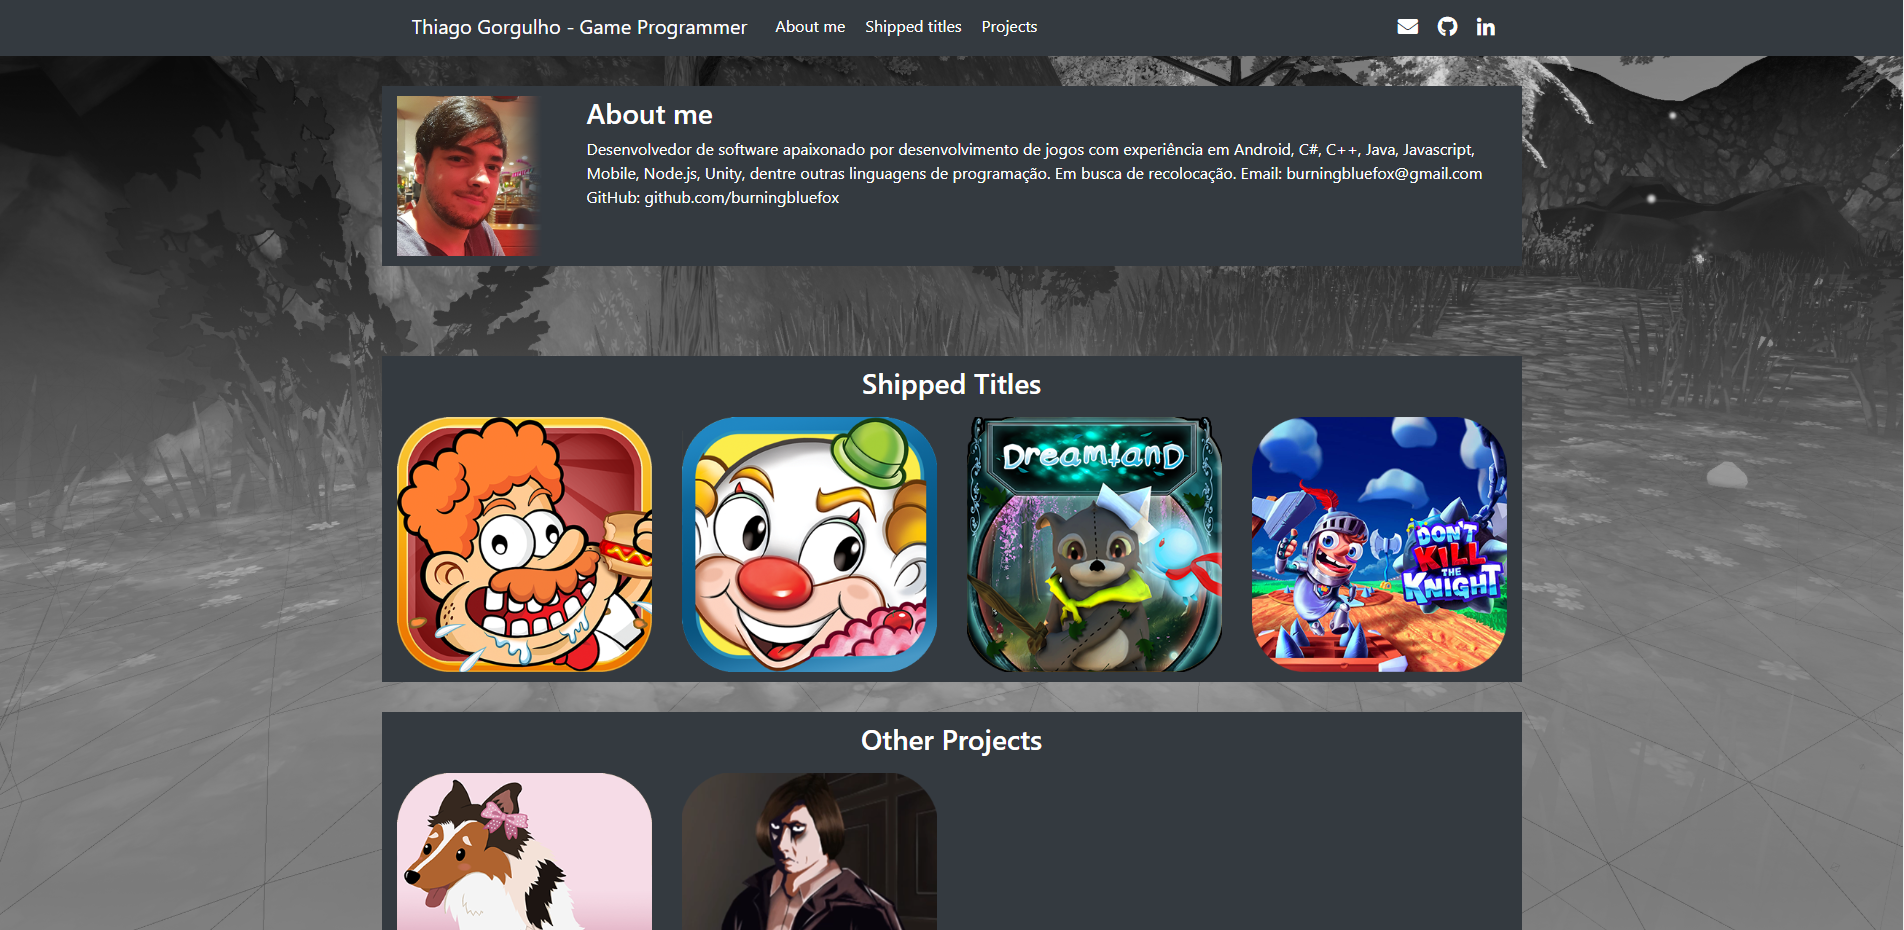 Thiago Gorgulho - Game Programmer About me Shipped titles Projects
About me
Desenvolvedor de software apaixonado por desenvolvimento de jogos com experiência em Android, C#, C++, Java, Javascript,
Mobile, Node.js, Unity, dentre outras linguagens de programação. Em busca de recolocação. Email: burningbluefox@gmail.com
GitHub: github.com/burningbluefox
Shipped Titles
DreamlanD
DON'T
KILL
THE
KNIGHT
Other Projects